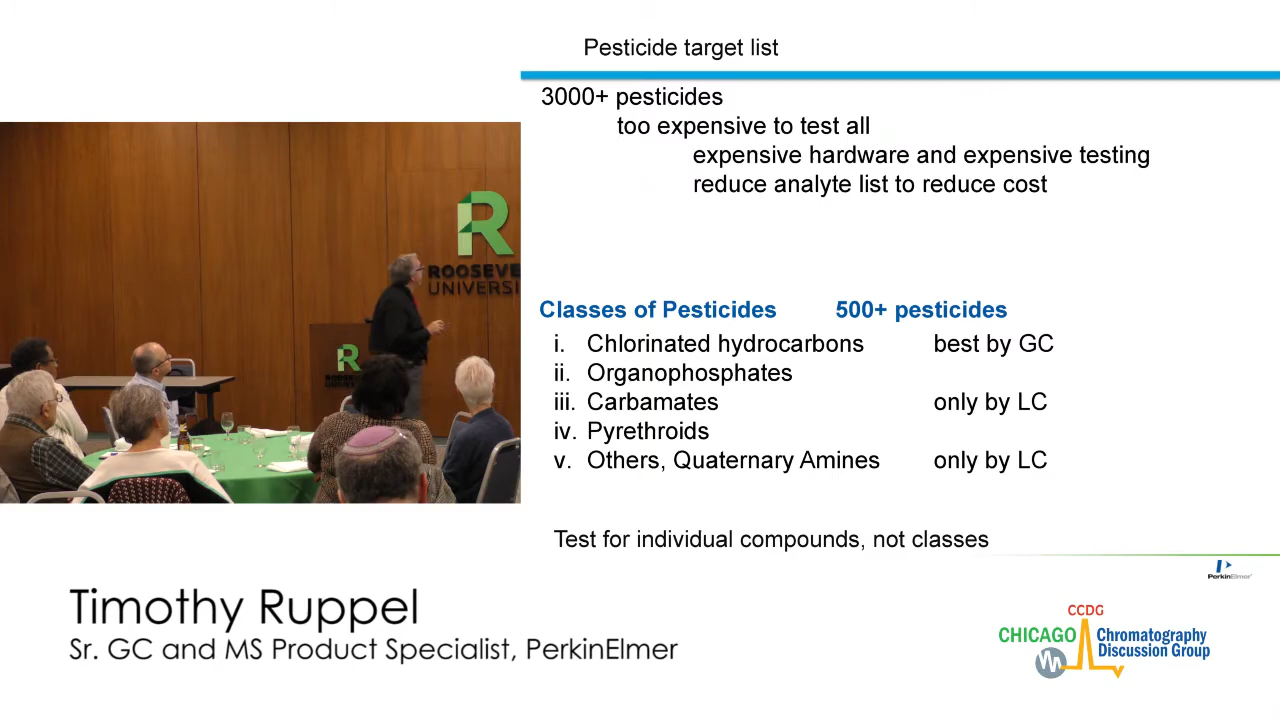 Pesticide target list
3000+ pesticides
too expensive to test all
expensive hardware and expensive testing
reduce analyte list to reduce cost
Classes of Pesticides 500+ pesticides
i. Chlorinated hydrocarbons best by GC
ii. Organophosphates
iii. Carbamates only by LC
iv. Pyrethroids
v. Others, Quaternary Amines only by LC
Test for individual compounds, not classes
PerkinElmer
R
ROOSEVE
UNIVERSI
R
Timothy Ruppel
Sr. GC and MS Product Specialist, PerkinElmer
CCDG
CHICAGO Chromatography
Discussion Group